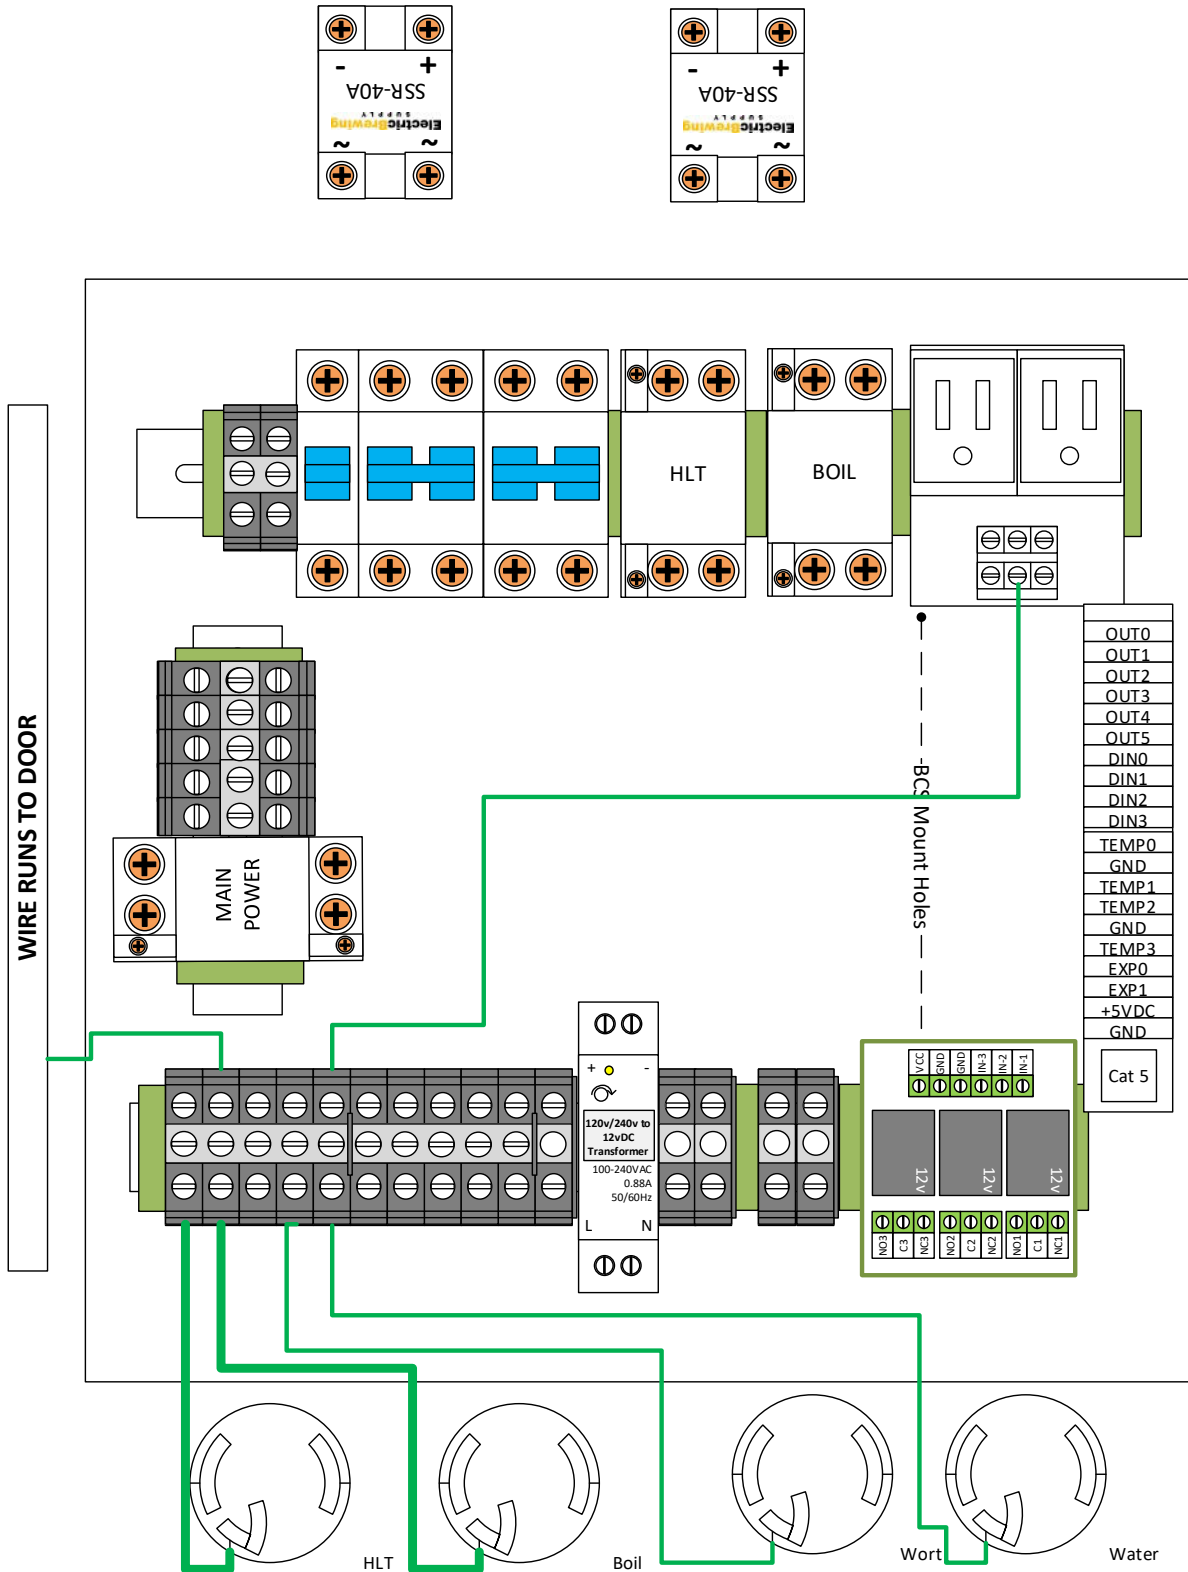 - +
SSR-40A
SUPPLY
ElectricBrewing
~ ~
- +
SSR-40A
SUPPLY
ElectricBrewing
~ ~
HLT
BOIL
WIRE RUNS TO DOOR
MAIN
POWER
BCS Mount Holes
OUT0
OUT1
OUT2
OUT3
OUT4
OUT5
DIN0
DIN1
DIN2
DIN3
TEMP0
GND
TEMP1
TEMP2
GND
TEMP3
EXP0
EXP1
+5VDC
GND
Cat 5
+ -
120v/240v to
12vDC
Transformer
100-240VAC
0.88A
50/60Hz
L N
VCC
GND
GND
IN-3
IN-2
IN-1
12v
12v
12v
NO3
C3
NC3
NO2
C2
NC2
NO1
C1
NC1
HLT
Boil
Wort
Water